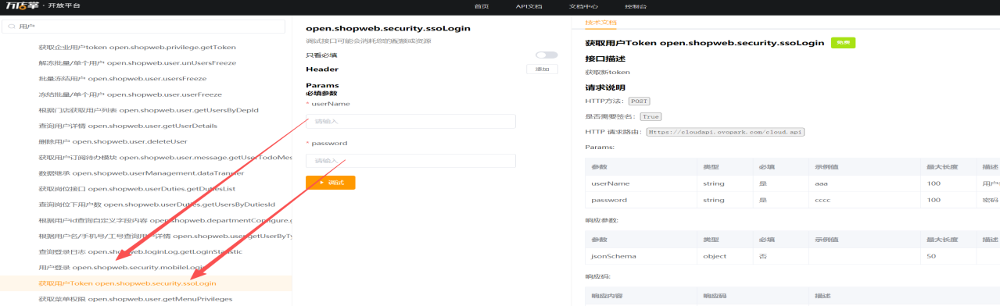 万店掌 · 开放平台
首页 API文档 文档中心 控制台
用户
获取企业用户token open.shopweb.privilege.getToken
解冻批量/单个用户 open.shopweb.user.unUsersFreeze
批量冻结用户 open.shopweb.user.usersFreeze
冻结批量/单个用户 open.shopweb.user.userFreeze
根据门店获取用户列表 open.shopweb.user.getUsersByDepId
查询用户详情 open.shopweb.user.getUserDetails
删除用户 open.shopweb.user.deleteUser
获取用户订阅待办模块 open.shopweb.user.message.getUserTodoMes
数据继承 open.shopweb.userManagement.dataTransfer
获取岗位接口 open.shopweb.userDuties.getDutiesList
查询岗位下用户数 open.shopweb.userDuties.getUsersByDutiesId
根据用户id查询自定义字段内容 open.shopweb.departmentConfigure.g
根据用户名/手机号/工号查询用户详情 open.shopweb.user.getUserByTy
查询登录日志 open.shopweb.loginLog.getLoginStatistic
用户登录 open.shopweb.security.mobileLogin
获取用户Token open.shopweb.security.ssoLogin
获取菜单权限 open.shopweb.user.getMenuPrivileges
open.shopweb.security.ssoLogin
调试接口可能会消耗您的配额或资源
只看必填
Header 添加
Params
必填参数
* userName
请输入
* password
请输入
调试
技术文档
获取用户Token open.shopweb.security.ssoLogin 免费
接口描述
获取新token
请求说明
HTTP方法: POST
是否需要签名: True
HTTP 请求路由: Https://cloudapi.ovopark.com/cloud.api
Params:
参数 类型 必填 示例值 最大长度 描述
userName string 是 aaa 100 用户
password string 是 cccc 100 密码
响应参数:
参数 类型 必填 示例值 最大长度 描述
jsonSchema object 否 50
响应码:
响应内容 响应码 描述